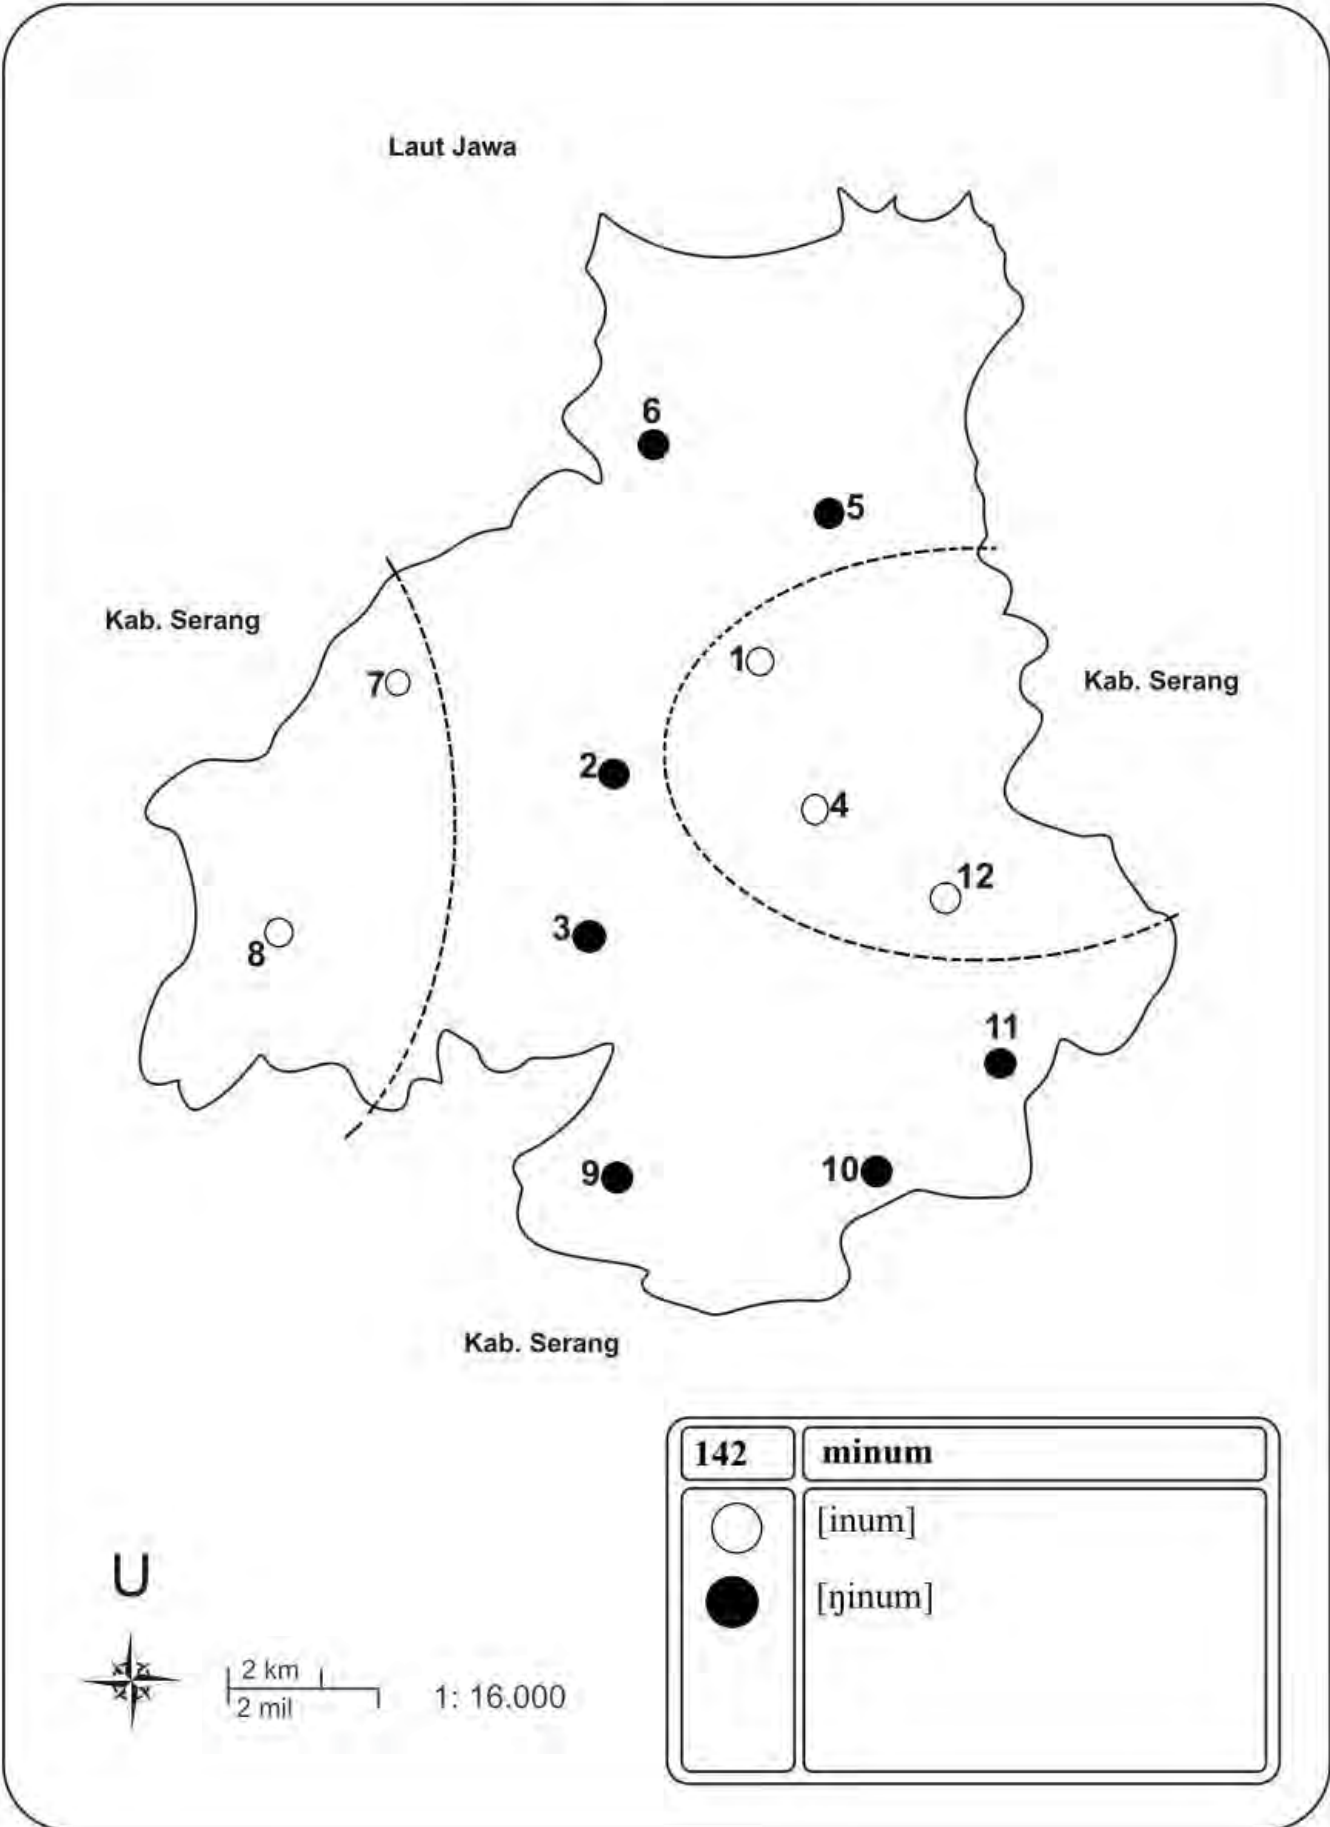 Laut Jawa
6
5
Kab. Serang
1
Kab. Serang
7
2
4
12
3
8
11
9
10
Kab. Serang
142 minum
[inum]
[ŋinum]
U
2 km
2 mil
1: 16.000